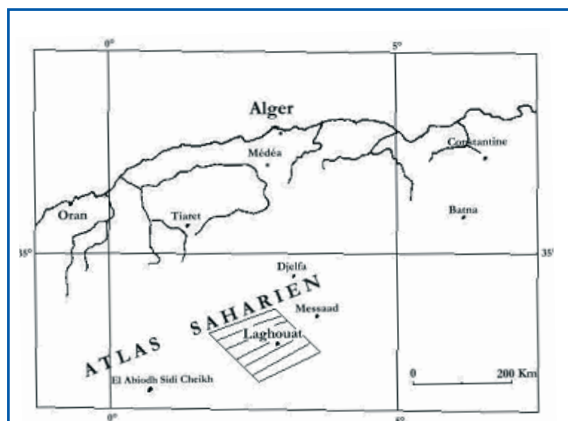 0°
5°
Alger
Constantine
Médéa
Oran
Tiaret
Batna
35°
Djelfa
Messaad
ATLAS SAHARIEN
Laghouat
El Abiodh Sidi Cheikh
0
200 Km
0°